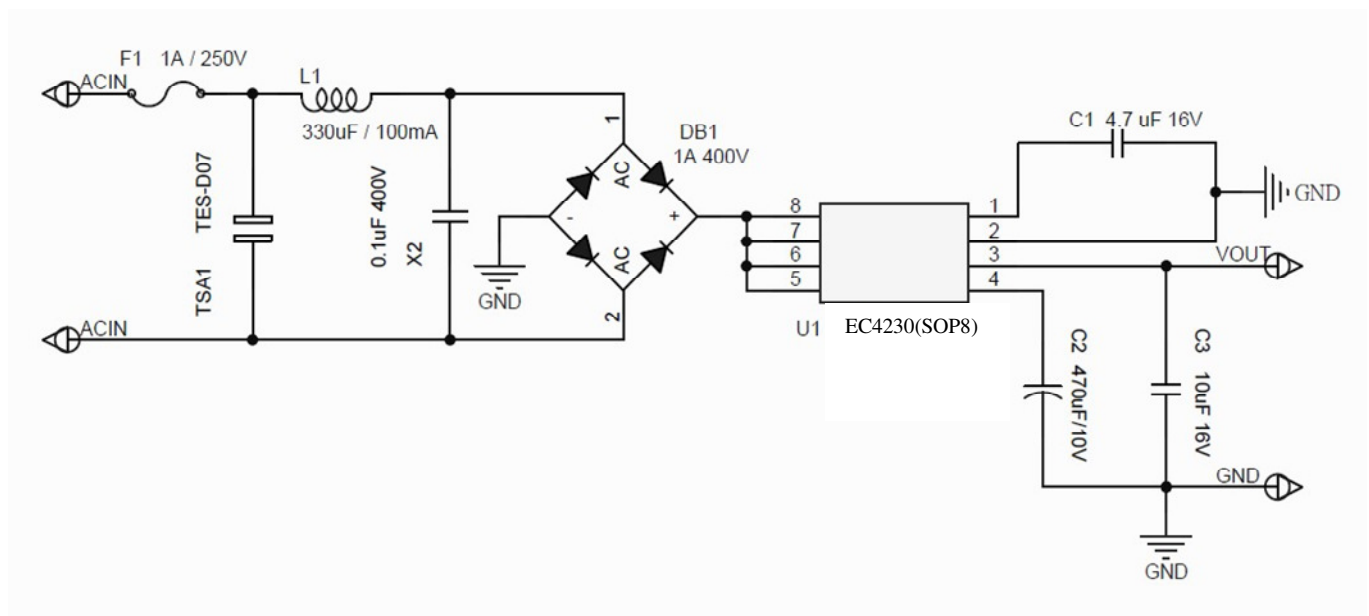 F1 1A / 250V
ACIN
L1
330uF / 100mA
TES-D07
TSA1
0.1uF 400V
X2
ACIN
1
DB1
1A 400V
AC
-
+
AC
2
GND
8
7
6
5
U1
EC4230(SOP8)
1
2
3
4
C1 4.7 uF 16V
GND
VOUT
C2 470uF/10V
C3 10uF 16V
GND
GND